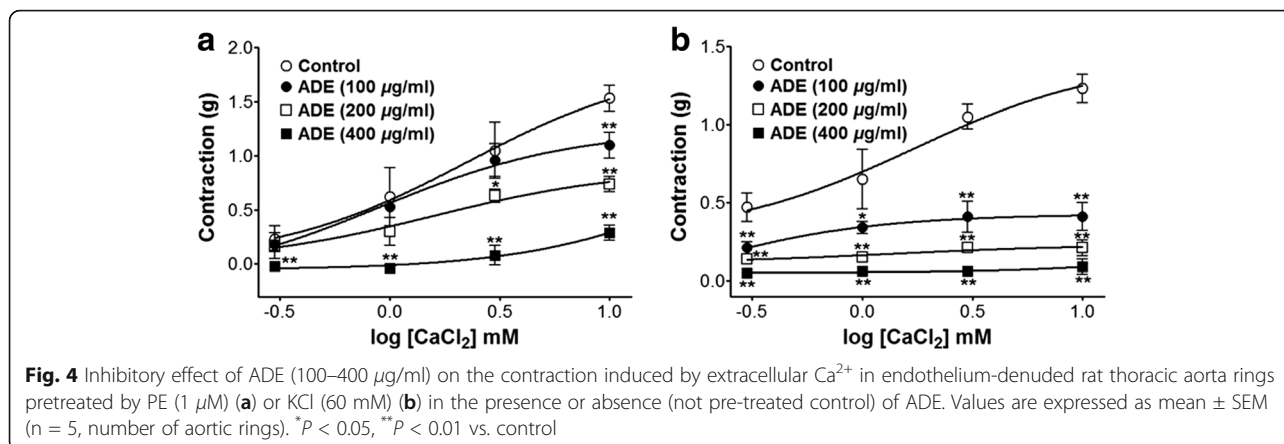 a
2.0
1.5
1.0
0.5
0.0
Contraction (g)
Control
ADE (100 µg/ml)
ADE (200 µg/ml)
ADE (400 µg/ml)
**
**
*
**
**
**
**
-0.5 0.0 0.5 1.0
log [CaCl₂] mM
b
1.5
1.0
0.5
0.0
Contraction (g)
Control
ADE (100 µg/ml)
ADE (200 µg/ml)
ADE (400 µg/ml)
**
*
**
**
**
**
**
**
**
**
**
**
-0.5 0.0 0.5 1.0
log [CaCl₂] mM
Fig. 4 Inhibitory effect of ADE (100–400 µg/ml) on the contraction induced by extracellular Ca²⁺ in endothelium-denuded rat thoracic aorta rings
pretreated by PE (1 µM) (a) or KCl (60 mM) (b) in the presence or absence (not pre-treated control) of ADE. Values are expressed as mean ± SEM
(n = 5, number of aortic rings). *P < 0.05, **P < 0.01 vs. control